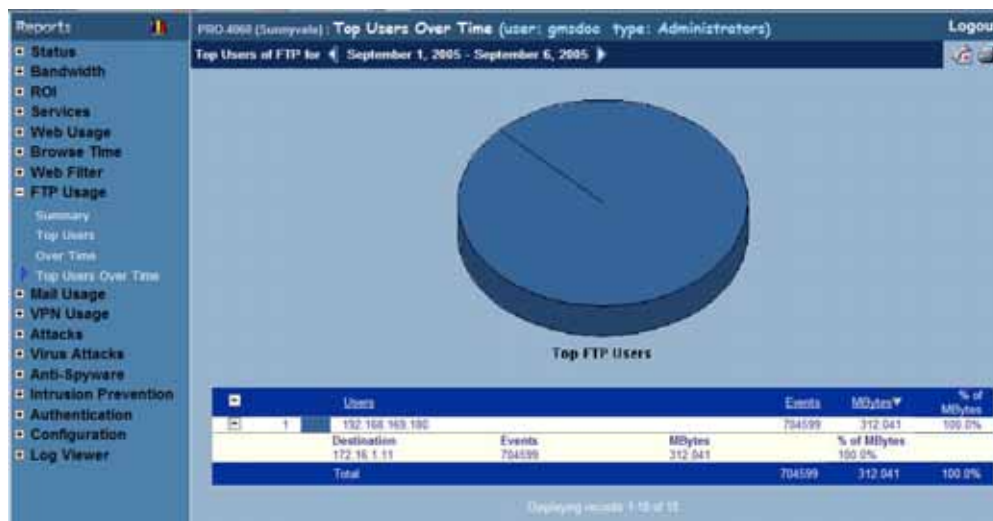 Reports
Status
Bandwidth
ROI
Services
Web Usage
Browse Time
Web Filter
FTP Usage
Summary
Top Users
Over Time
Top Users Over Time
Mail Usage
VPN Usage
Attacks
Virus Attacks
Anti-Spyware
Intrusion Prevention
Authentication
Configuration
Log Viewer
PRO 4060 (Sunnyvale): Top Users Over Time (user: gmsdoc type: Administrators)
Logou
Top Users of FTP for September 1, 2005 - September 6, 2005
Top FTP Users
Users Events MBytes % of MBytes
1 192.168.169.180 704599 312.041 100.0%
Destination Events MBytes % of MBytes
172.16.1.11 704599 312.041 100.0%
Total 704599 312.041 100.0%
Displaying records 1-10 of 10